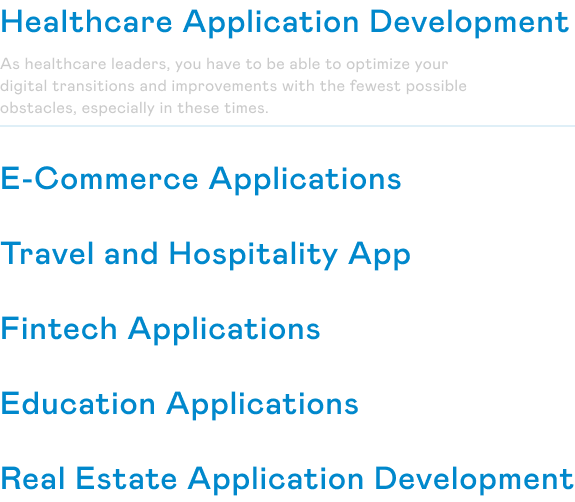 Healthcare Application Development
As healthcare leaders, you have to be able to optimize your
digital transitions and improvements with the fewest possible
obstacles, especially in these times.
E-Commerce Applications
Travel and Hospitality App
Fintech Applications
Education Applications
Real Estate Application Development